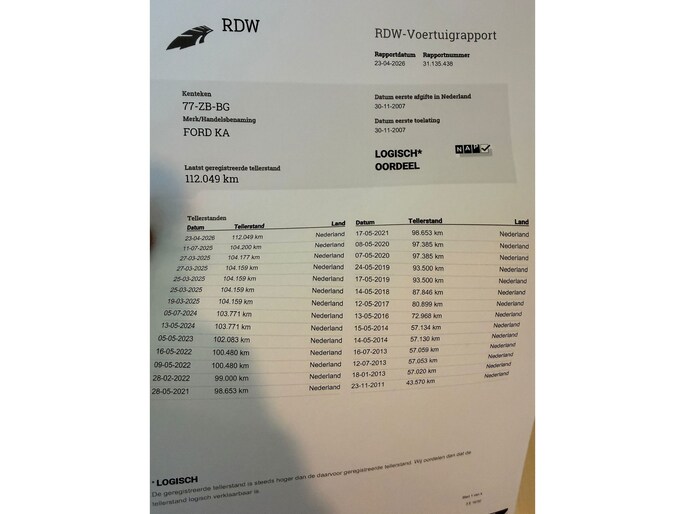 RDW
RDW-Voertuigrapport
Rapportdatum Rapportnummer
23-04-2026 31.135.438
Kenteken
77-ZB-BG
Merk/Handelsbenaming
FORD KA
Datum eerste afgifte in Nederland
30-11-2007
Datum eerste toelating
30-11-2007
LOGISCH*
OORDEEL
NAP
Laatst geregistreerde tellerstand
112.049 km
Tellerstanden
Datum Tellerstand Land
23-04-2026 112.049 km Nederland
11-07-2025 104.200 km Nederland
27-03-2025 104.177 km Nederland
27-03-2025 104.159 km Nederland
25-03-2025 104.159 km Nederland
25-03-2025 104.159 km Nederland
19-03-2025 104.159 km Nederland
05-07-2024 103.771 km Nederland
13-05-2024 103.771 km Nederland
05-05-2023 102.083 km Nederland
16-05-2022 100.480 km Nederland
09-05-2022 100.480 km Nederland
28-02-2022 99.000 km Nederland
28-05-2021 98.653 km Nederland
Datum Tellerstand Land
17-05-2021 98.653 km Nederland
08-05-2020 97.385 km Nederland
07-05-2020 97.385 km Nederland
24-05-2019 93.500 km Nederland
17-05-2019 93.500 km Nederland
14-05-2018 87.846 km Nederland
12-05-2017 80.899 km Nederland
13-05-2016 72.968 km Nederland
15-05-2014 57.134 km Nederland
14-05-2014 57.130 km Nederland
16-07-2013 57.059 km Nederland
12-07-2013 57.053 km Nederland
18-01-2013 57.020 km Nederland
23-11-2011 43.570 km Nederland
* LOGISCH
De geregistreerde tellerstand is steeds hoger dan de daarvoor geregistreerde tellerstand. Wij oordelen dan dat de
tellerstand logisch verklaarbaar is.